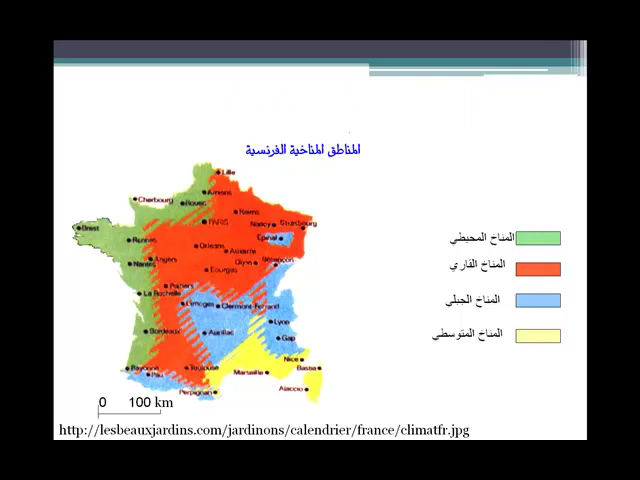 المناطق المناخية الفرنسية
Lille
Amiens
Cherbourg
Rouen
Reims
PARIS
Nancy
Strasbourg
Brest
Epinal
Rennes
Orléans
Auxerre
Angers
Dijon
Besançon
Nantes
Bourges
Poitiers
La Rochelle
Limoges
Clermont-Ferrand
Lyon
Bordeaux
Aurillac
Gap
Nice
Bayonne
Pau
Toulouse
Marseille
Bastia
Perpignan
Ajaccio
المناخ المحيطي
المناخ القاري
المناخ الجبلي
المناخ المتوسطي
0 100 km
http://lesbeauxjardins.com/jardinons/calendrier/france/climatfr.jpg